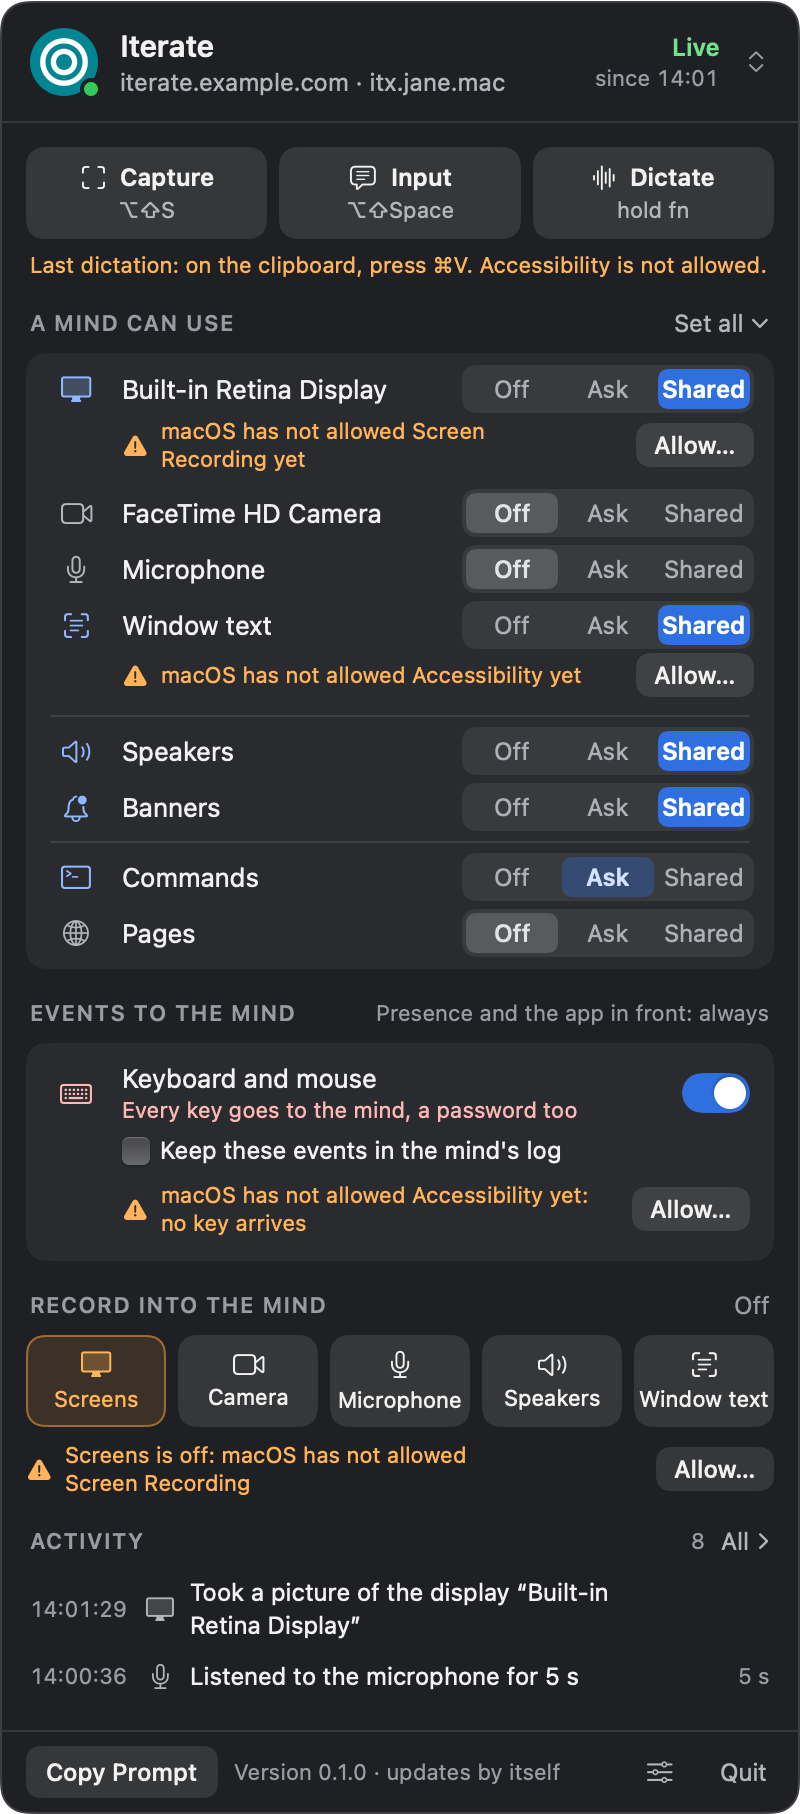 Iterate
Live
iterate.example.com · itx.jane.mac
since 14:01
Capture
⌥⇧S
Input
⌥⇧Space
Dictate
hold fn
Last dictation: on the clipboard, press ⌘V. Accessibility is not allowed.
A MIND CAN USE
Set all
Built-in Retina Display
Off Ask Shared
macOS has not allowed Screen
Recording yet
Allow...
FaceTime HD Camera
Off Ask Shared
Microphone
Off Ask Shared
Window text
Off Ask Shared
macOS has not allowed Accessibility yet
Allow...
Speakers
Off Ask Shared
Banners
Off Ask Shared
Commands
Off Ask Shared
Pages
Off Ask Shared
EVENTS TO THE MIND
Presence and the app in front: always
Keyboard and mouse
Every key goes to the mind, a password too
Keep these events in the mind's log
macOS has not allowed Accessibility yet:
no key arrives
Allow...
RECORD INTO THE MIND
Off
Screens
Camera
Microphone
Speakers
Window text
Screens is off: macOS has not allowed
Screen Recording
Allow...
ACTIVITY
8 All
14:01:29
Took a picture of the display “Built-in
Retina Display”
14:00:36
Listened to the microphone for 5 s
5 s
Copy Prompt
Version 0.1.0 · updates by itself
Quit